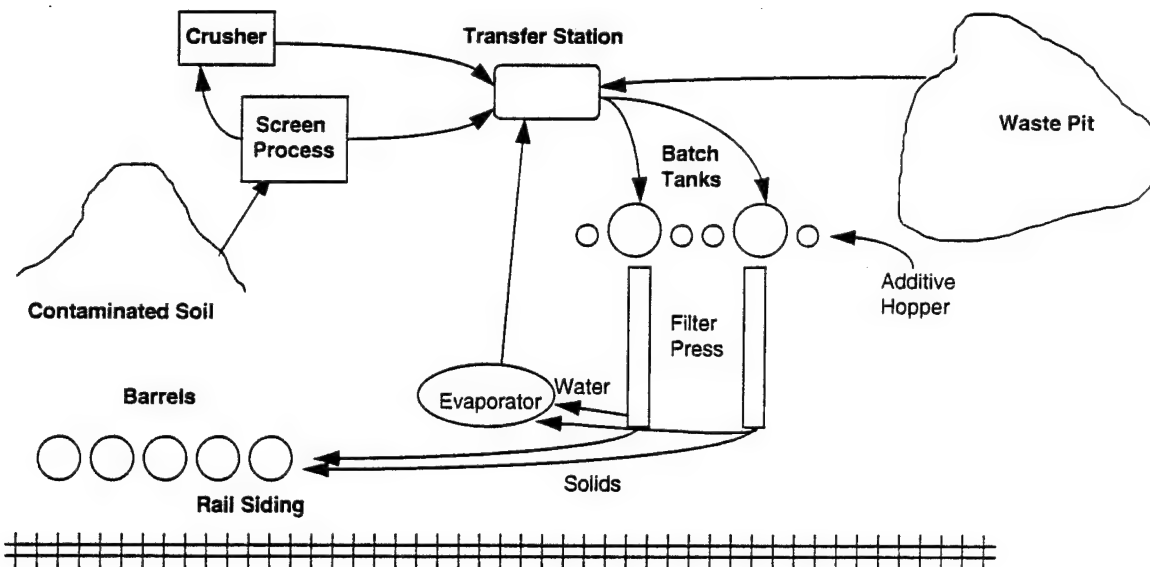 Crusher
Transfer Station
Screen
Process
Waste Pit
Batch
Tanks
Additive
Hopper
Contaminated Soil
Filter
Press
Water
Evaporator
Barrels
Solids
Rail Siding